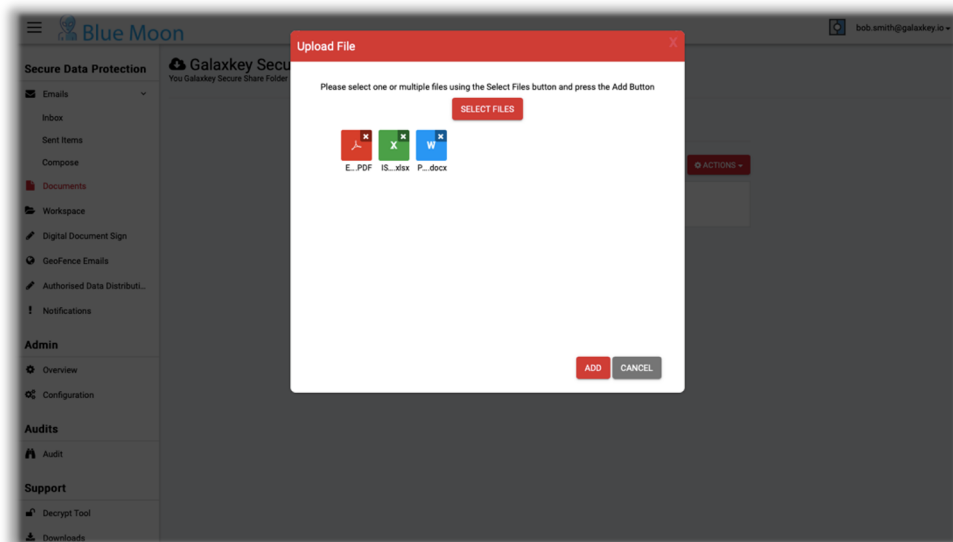 Blue Moon
bob.smith@galaxkey.io
Secure Data Protection
Emails
Inbox
Sent Items
Compose
Documents
Workspace
Digital Document Sign
GeoFence Emails
Authorised Data Distributi...
Notifications
Admin
Overview
Configuration
Audits
Audit
Support
Decrypt Tool
Downloads
Galaxkey Secu
You Galaxkey Secure Share Folder
ACTIONS
Upload File
X
Please select one or multiple files using the Select Files button and press the Add Button
SELECT FILES
X W
E....PDF IS....xlsx P....docx
ADD CANCEL